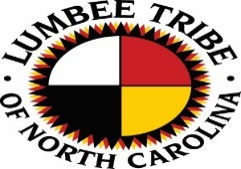 · LUMBEE TRIBE ·
OF NORTH CAROLINA